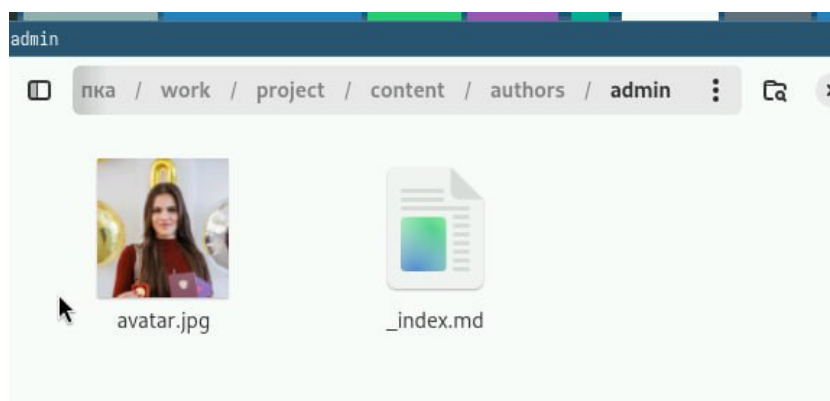 admin
пка / work / project / content / authors / admin
avatar.jpg
_index.md